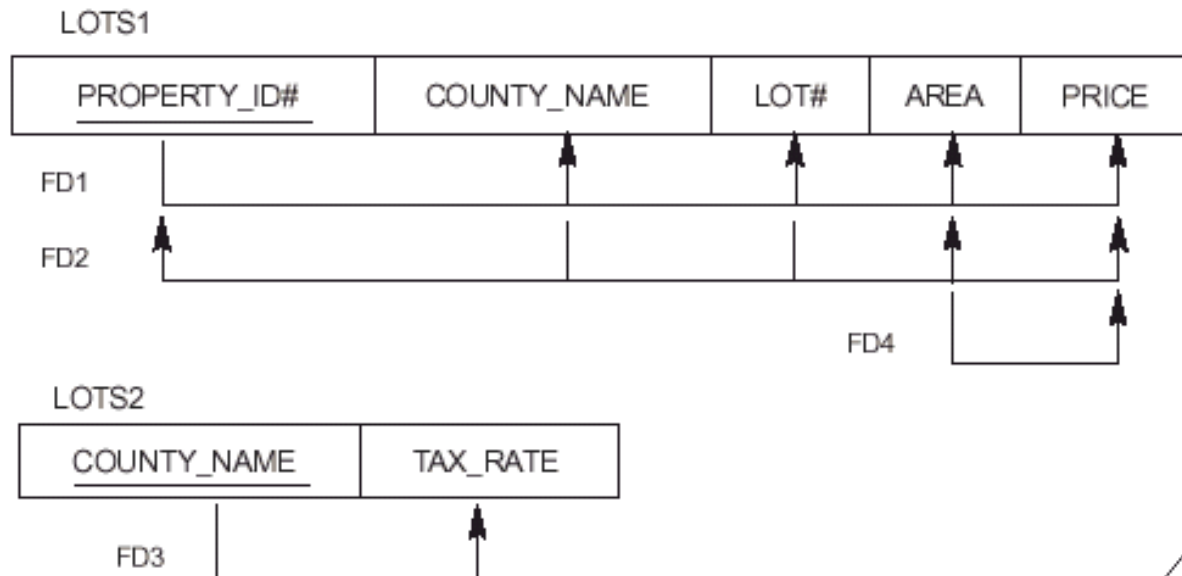 LOTS1
PROPERTY_ID# COUNTY_NAME LOT# AREA PRICE
FD1
FD2
FD4
LOTS2
COUNTY_NAME TAX_RATE
FD3